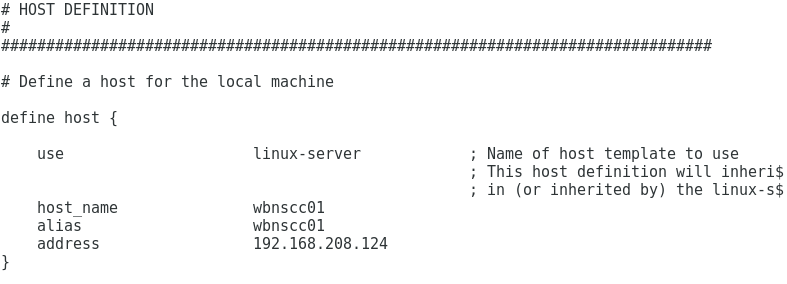 # HOST DEFINITION
#
###############################################################################
# Define a host for the local machine
define host {
use linux-server ; Name of host template to use
; This host definition will inheri$
; in (or inherited by) the linux-s$
host_name wbnscc01
alias wbnscc01
address 192.168.208.124
}